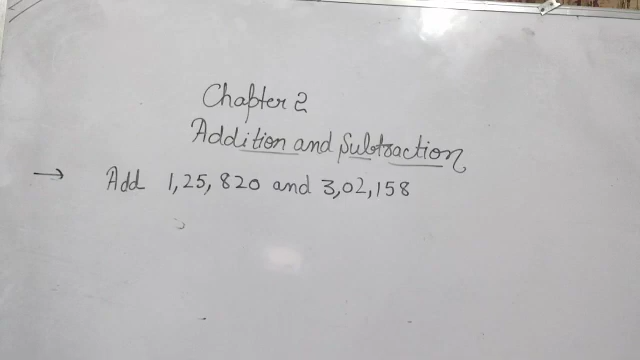 Chapter 2
Addition and Subtraction
→ Add 1,25,820 and 3,02,158